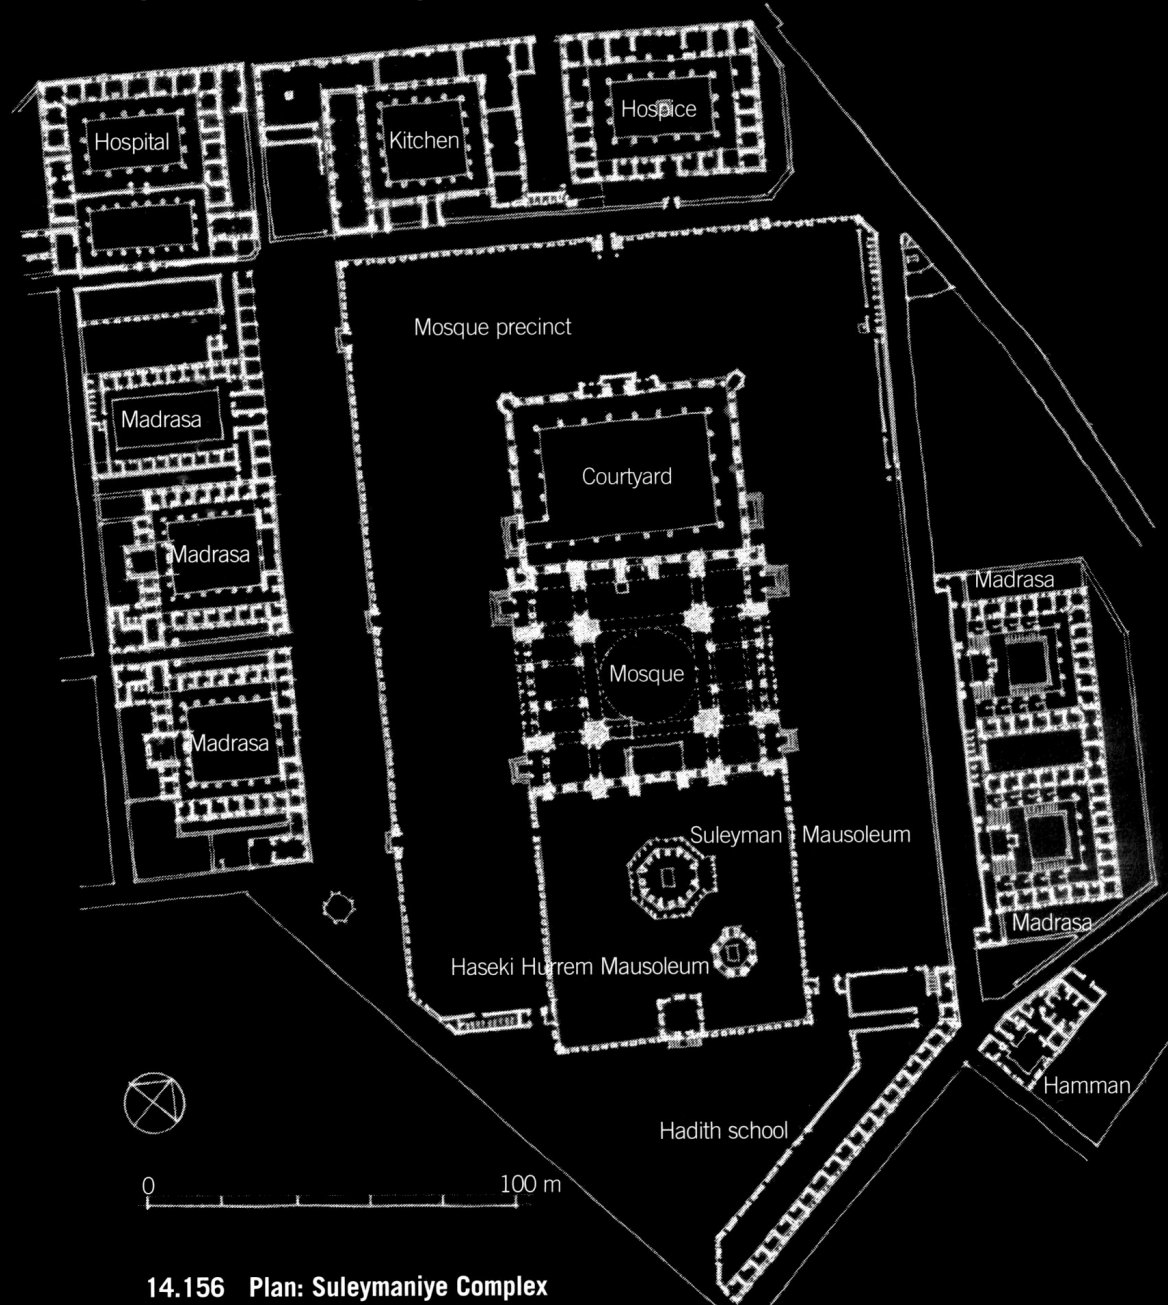 Hospital
Kitchen
Hospice
Mosque precinct
Madrasa
Courtyard
Madrasa
Madrasa
Mosque
Madrasa
Suleyman Mausoleum
Madrasa
Haseki Hurrem Mausoleum
Hamman
Hadith school
0 100 m
14.156 Plan: Suleymaniye Complex